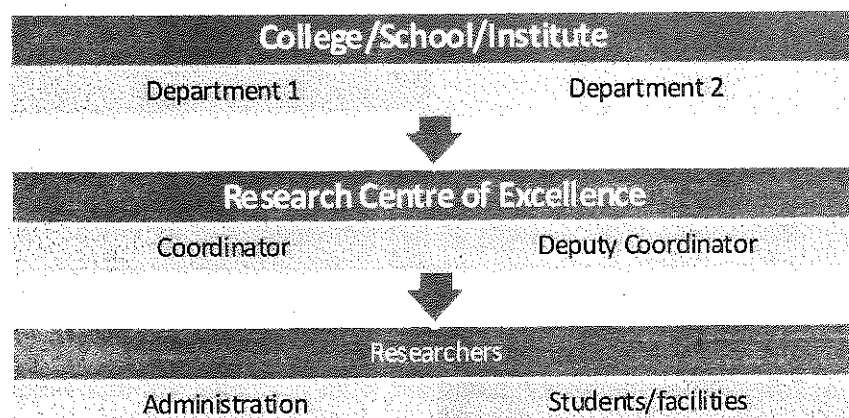 College/School/Institute
Department 1 Department 2
Research Centre of Excellence
Coordinator Deputy Coordinator
Researchers
Administration Students/facilities